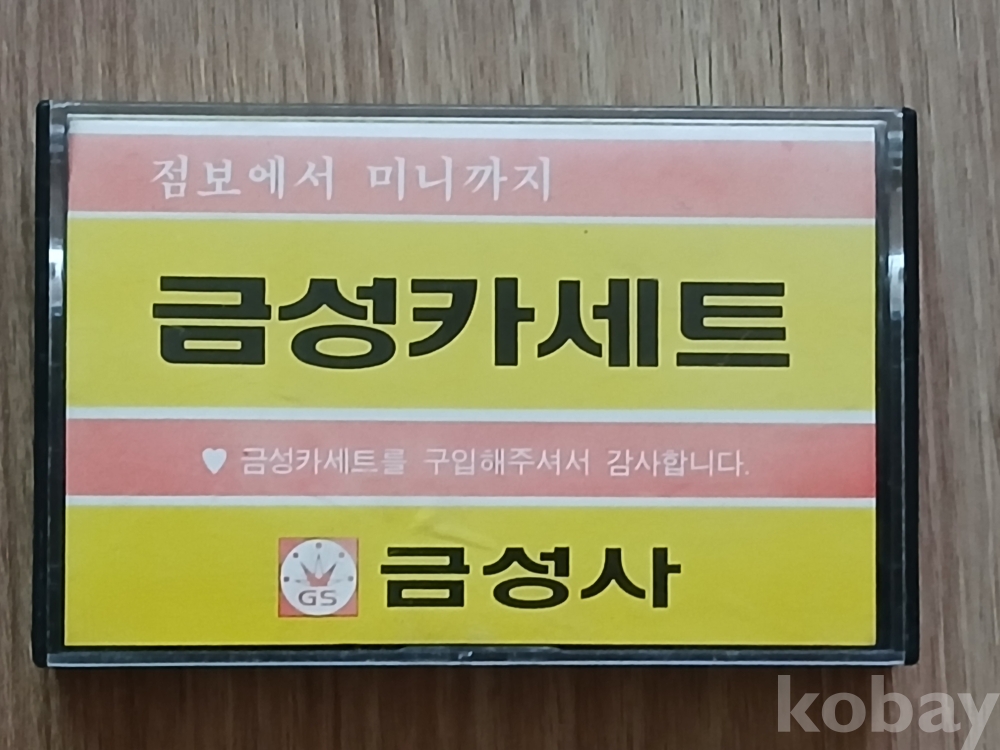 점보에서 미니까지
금성카세트
♥ 금성카세트를 구입해주셔서 감사합니다.
GS 금성사
kobay